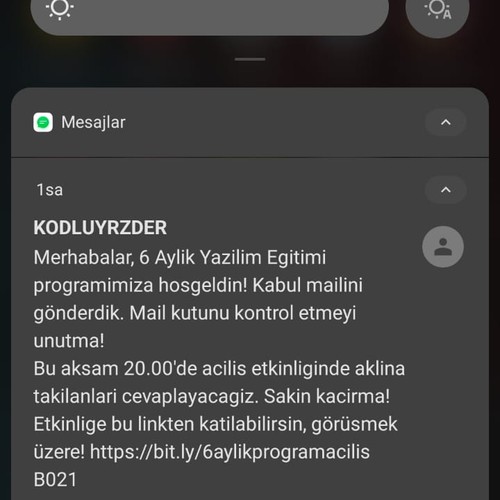 A
Mesajlar
1sa
KODLUYRZDER
Merhabalar, 6 Aylik Yazilim Egitimi
programimiza hosgeldin! Kabul mailini
gönderdik. Mail kutunu kontrol etmeyi
unutma!
Bu aksam 20.00'de acilis etkinliginde aklina
takilanlari cevaplayacagiz. Sakin kacirma!
Etkinlige bu linkten katilabilirsin, görüsmek
üzere! https://bit.ly/6aylikprogramacilis
B021